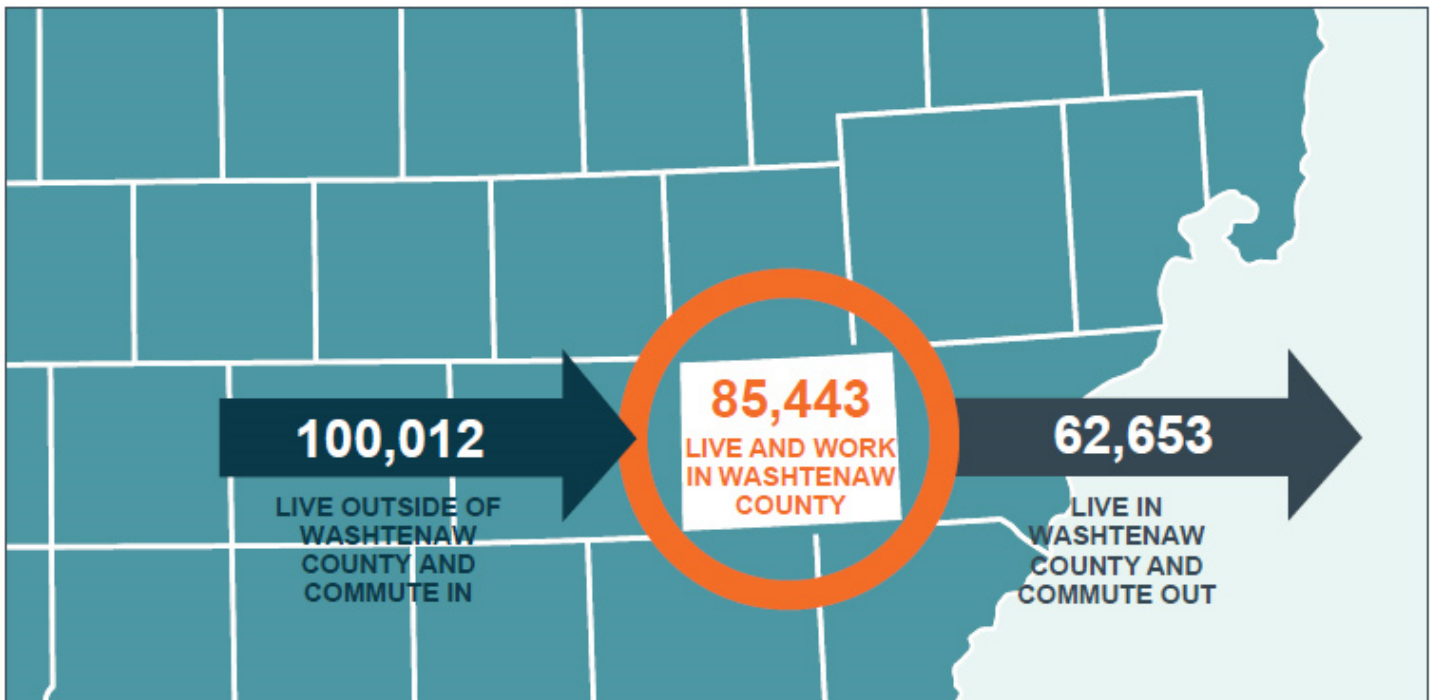 100,012
LIVE OUTSIDE OF
WASHTENAW
COUNTY AND
COMMUTE IN
85,443
LIVE AND WORK
IN WASHTENAW
COUNTY
62,653
LIVE IN
WASHTENAW
COUNTY AND
COMMUTE OUT